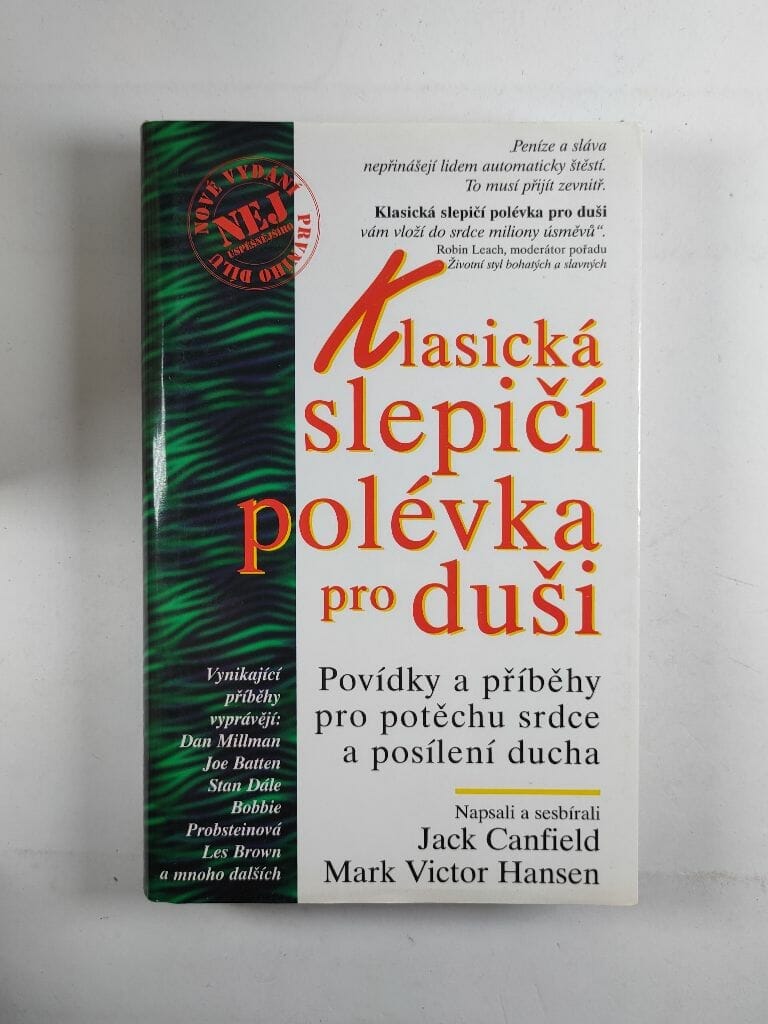 NOVÉ VYDÁNÍ
NEJ
ÚSPĚŠNĚJŠÍHO
PRVNÍHO DÍLU
„Peníze a sláva
nepřinášejí lidem automaticky štěstí.
To musí přijít zevnitř.
Klasická slepičí polévka pro duši
vám vloží do srdce miliony úsměvů“.
Robin Leach, moderátor pořadu
Životní styl bohatých a slavných
Klasická
slepičí
polévka
pro duši
Povídky a příběhy
pro potěchu srdce
a posílení ducha
Napsali a sesbírali
Jack Canfield
Mark Victor Hansen
Vynikající
příběhy
vyprávějí:
Dan Millman
Joe Batten
Stan Dále
Bobbie
Probsteinová
Les Brown
a mnoho dalších